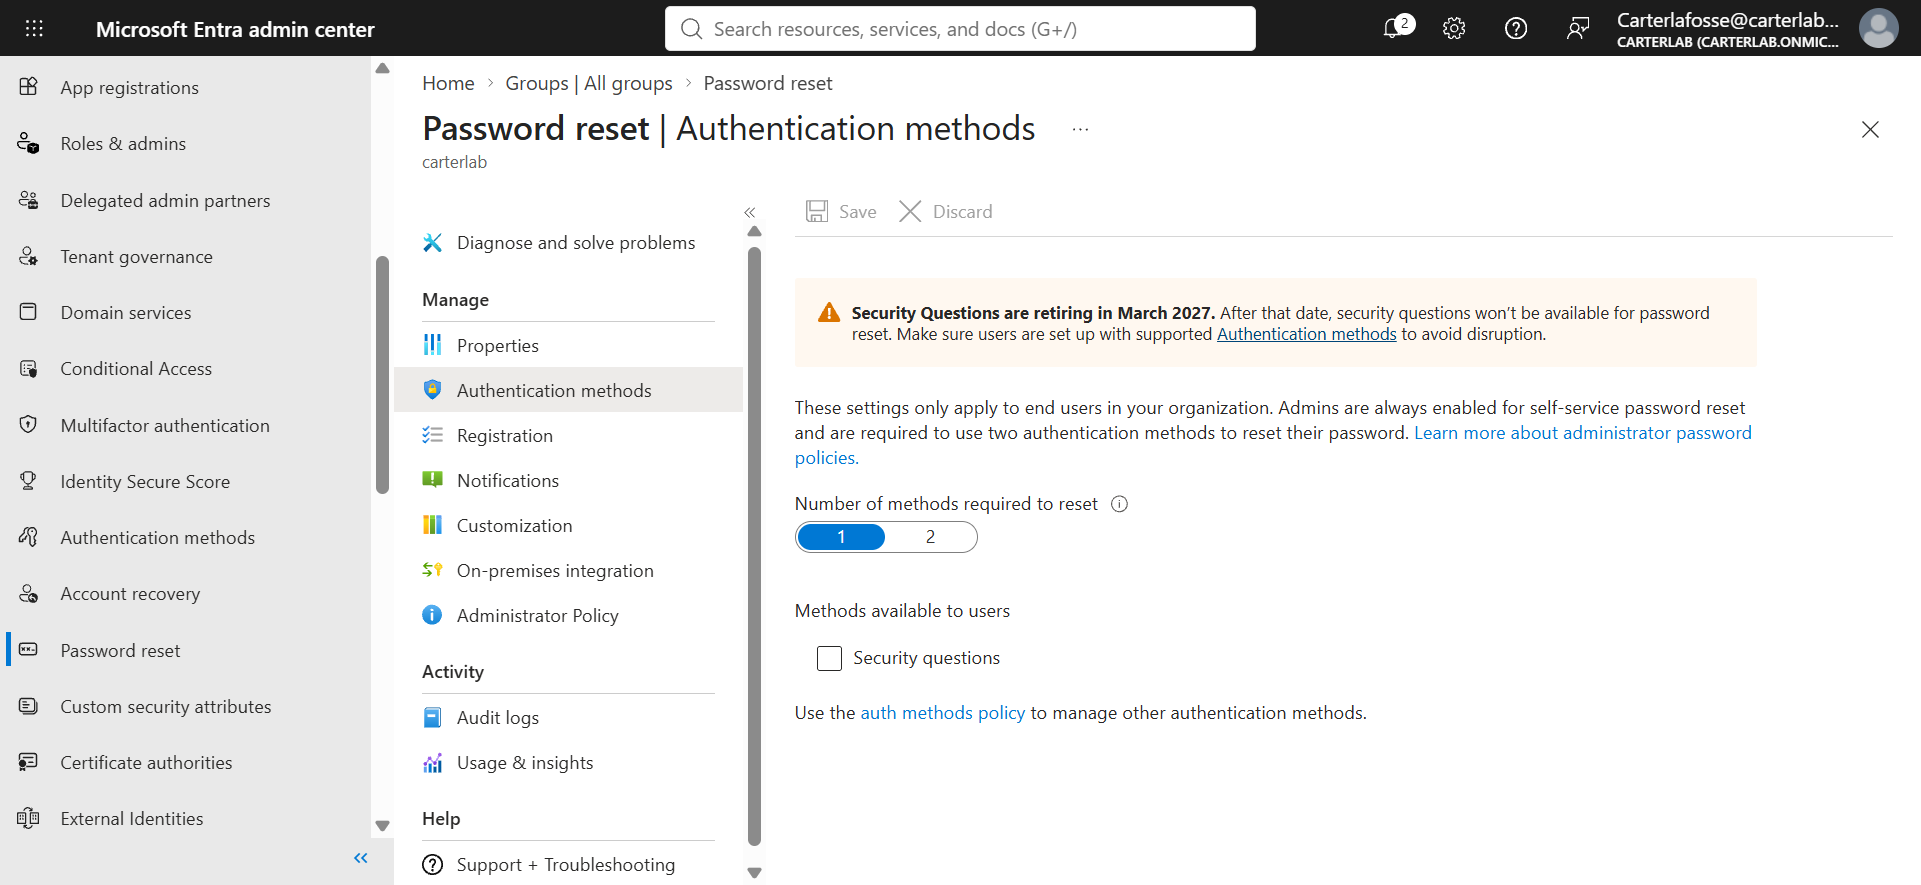 Microsoft Entra admin center
Search resources, services, and docs (G+/)
2
Carterlafosse@carterlab...
CARTERLAB (CARTERLAB.ONMIC...
App registrations
Roles & admins
Delegated admin partners
Tenant governance
Domain services
Conditional Access
Multifactor authentication
Identity Secure Score
Authentication methods
Account recovery
Password reset
Custom security attributes
Certificate authorities
External Identities
Home > Groups | All groups > Password reset
Password reset | Authentication methods ...
carterlab
Diagnose and solve problems
Manage
Properties
Authentication methods
Registration
Notifications
Customization
On-premises integration
Administrator Policy
Activity
Audit logs
Usage & insights
Help
Support + Troubleshooting
Save Discard
Security Questions are retiring in March 2027. After that date, security questions won't be available for password
reset. Make sure users are set up with supported Authentication methods to avoid disruption.
These settings only apply to end users in your organization. Admins are always enabled for self-service password reset
and are required to use two authentication methods to reset their password. Learn more about administrator password
policies.
Number of methods required to reset
1 2
Methods available to users
Security questions
Use the auth methods policy to manage other authentication methods.